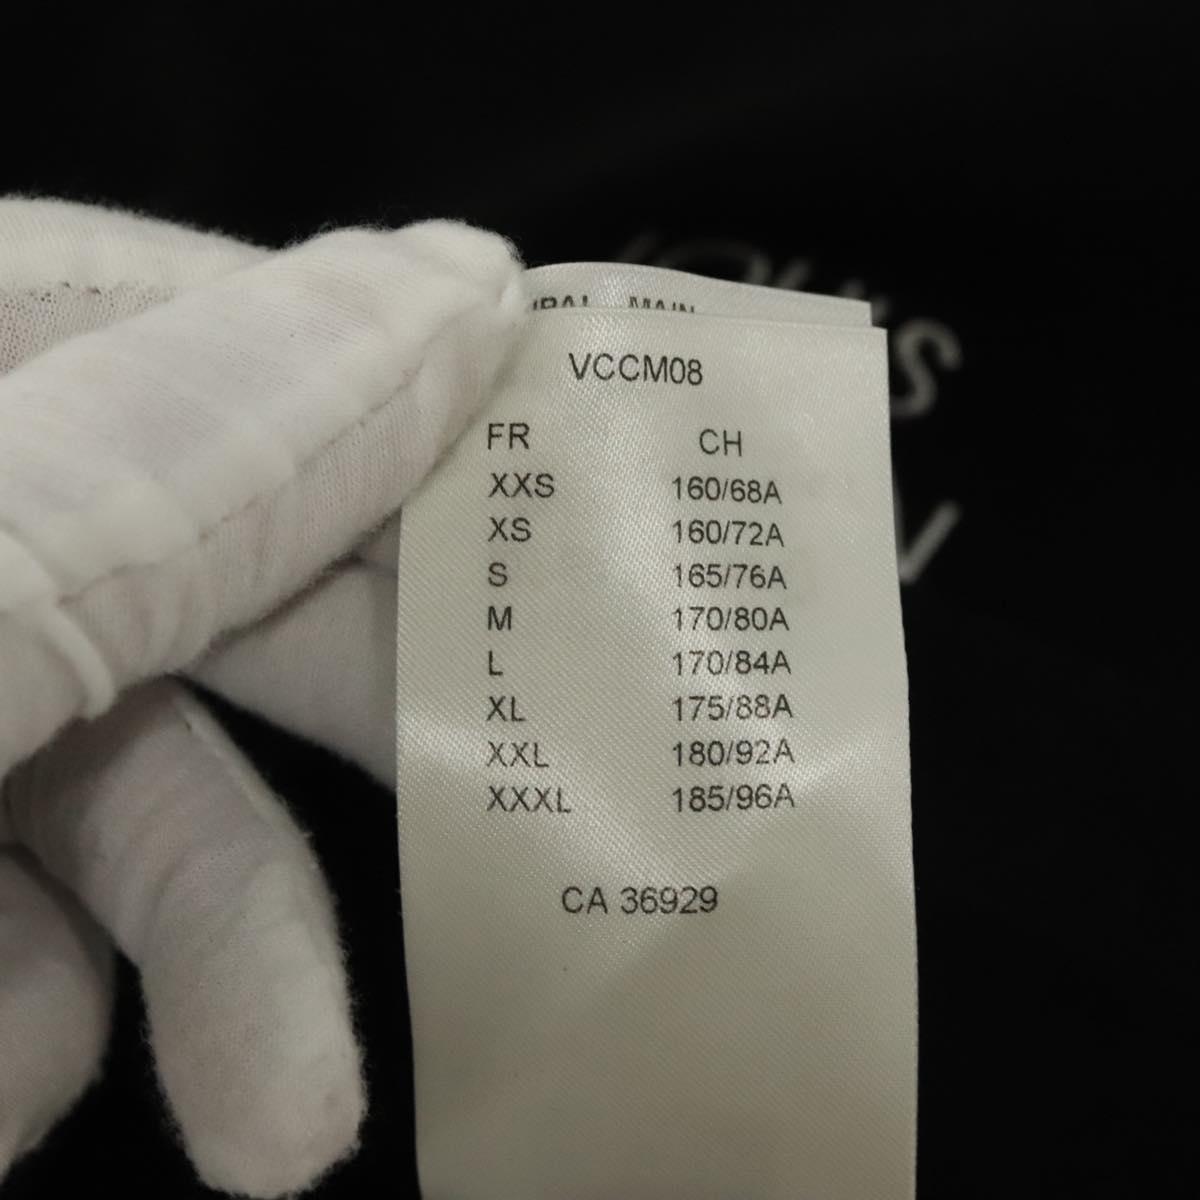 MAIN
VCCM08
FR CH
XXS 160/68A
XS 160/72A
S 165/76A
M 170/80A
L 170/84A
XL 175/88A
XXL 180/92A
XXXL 185/96A
CA 36929